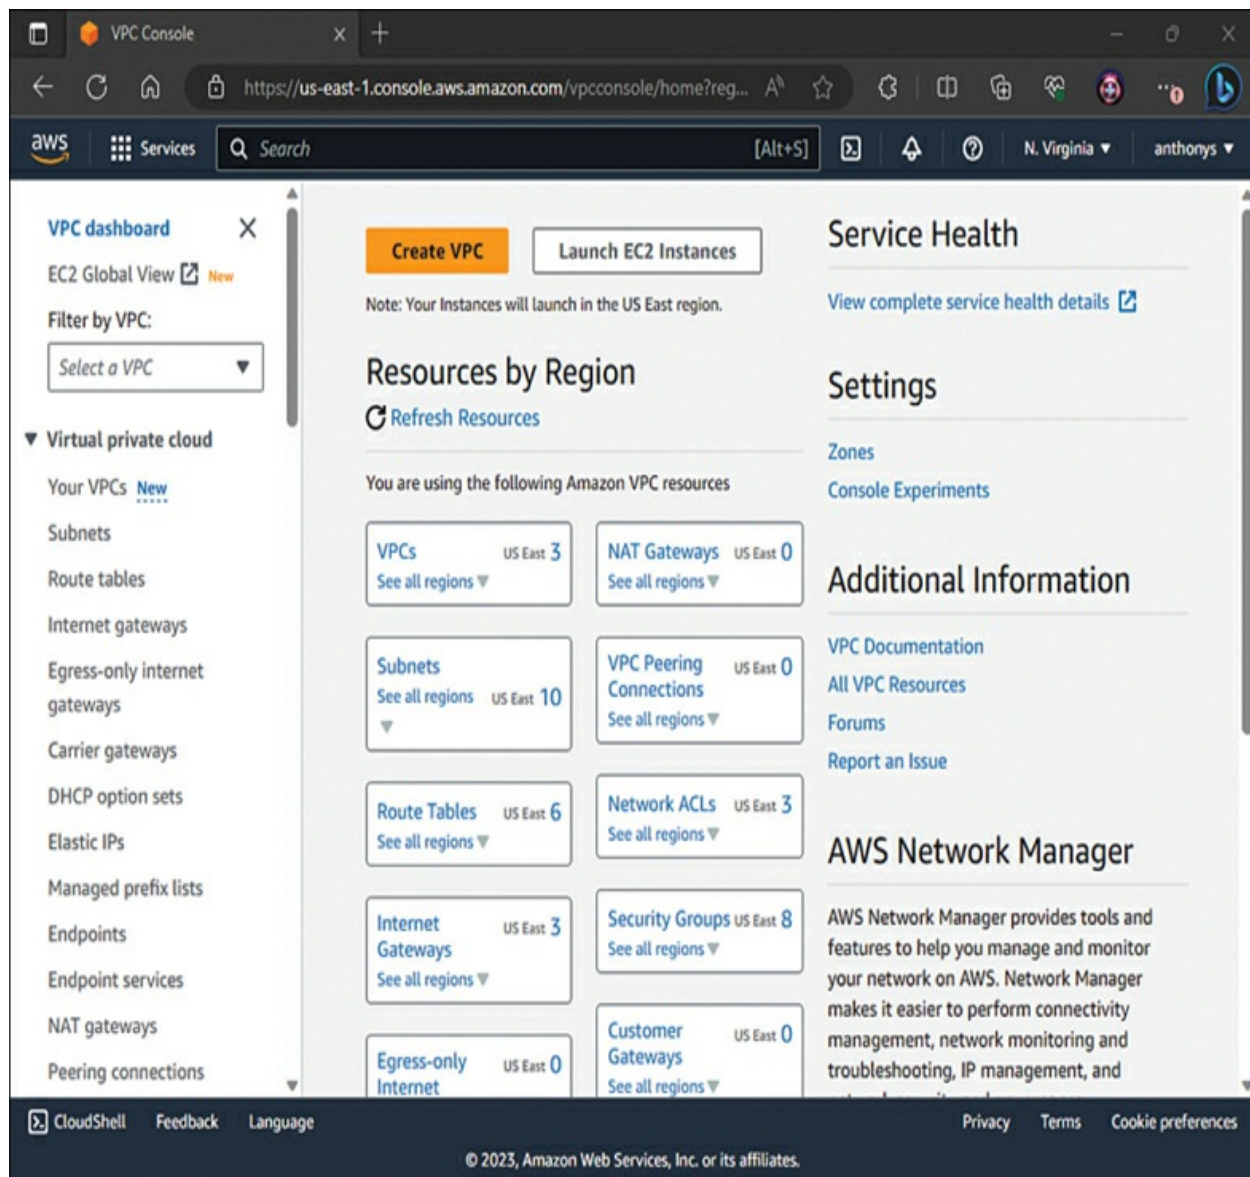 VPC Console
https://us-east-1.console.aws.amazon.com/vpcconsole/home?reg...
aws
Services
Search
[Alt+S]
N. Virginia
anthonys
VPC dashboard
EC2 Global View New
Filter by VPC:
Select a VPC
Virtual private cloud
Your VPCs New
Subnets
Route tables
Internet gateways
Egress-only internet
gateways
Carrier gateways
DHCP option sets
Elastic IPs
Managed prefix lists
Endpoints
Endpoint services
NAT gateways
Peering connections
Create VPC
Launch EC2 Instances
Note: Your Instances will launch in the US East region.
Resources by Region
Refresh Resources
You are using the following Amazon VPC resources
VPCs US East 3
See all regions
NAT Gateways US East 0
See all regions
Subnets
See all regions US East 10
VPC Peering
Connections US East 0
See all regions
Route Tables US East 6
See all regions
Network ACLs US East 3
See all regions
Internet
Gateways US East 3
See all regions
Security Groups US East 8
See all regions
Egress-only
Internet US East 0
Customer
Gateways US East 0
See all regions
Service Health
View complete service health details
Settings
Zones
Console Experiments
Additional Information
VPC Documentation
All VPC Resources
Forums
Report an Issue
AWS Network Manager
AWS Network Manager provides tools and
features to help you manage and monitor
your network on AWS. Network Manager
makes it easier to perform connectivity
management, network monitoring and
troubleshooting, IP management, and
CloudShell
Feedback
Language
Privacy
Terms
Cookie preferences
© 2023, Amazon Web Services, Inc. or its affiliates.